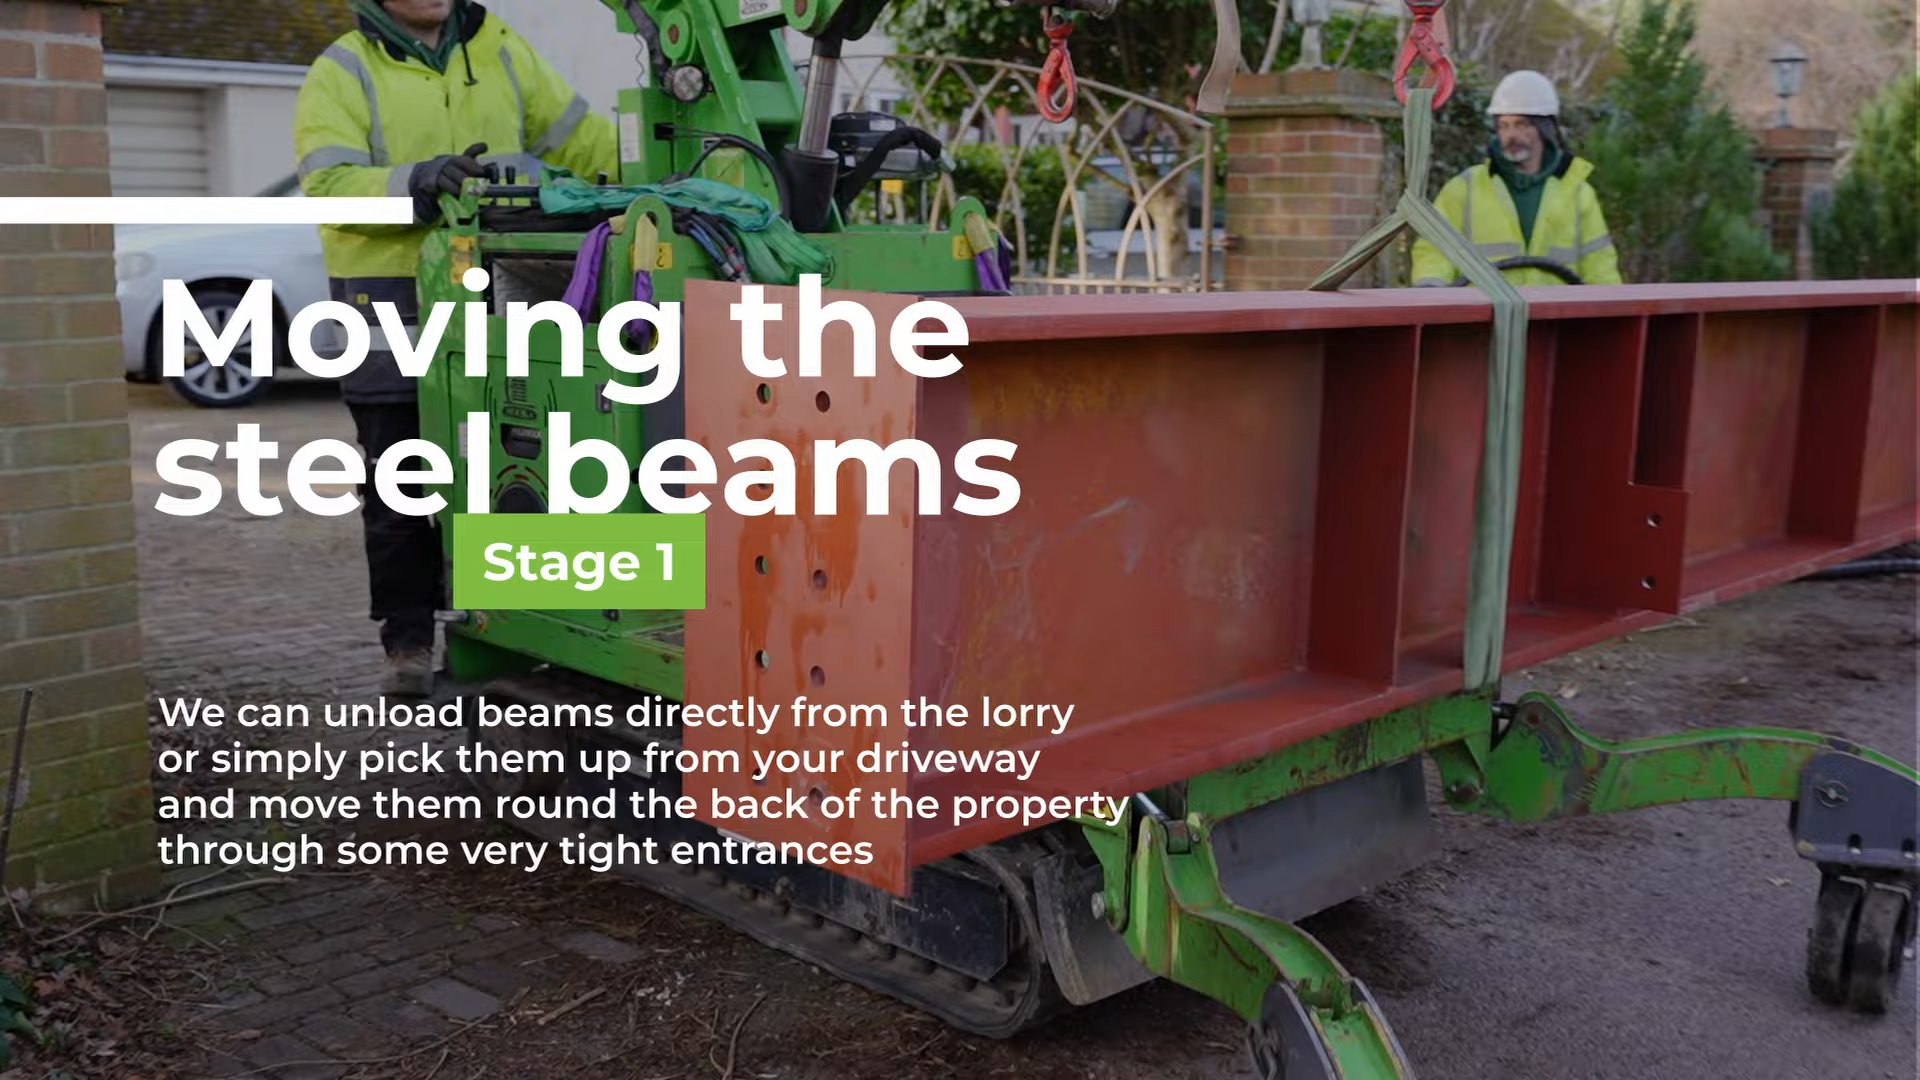 Moving the
steel beams
Stage 1
We can unload beams directly from the lorry
or simply pick them up from your driveway
and move them round the back of the property
through some very tight entrances